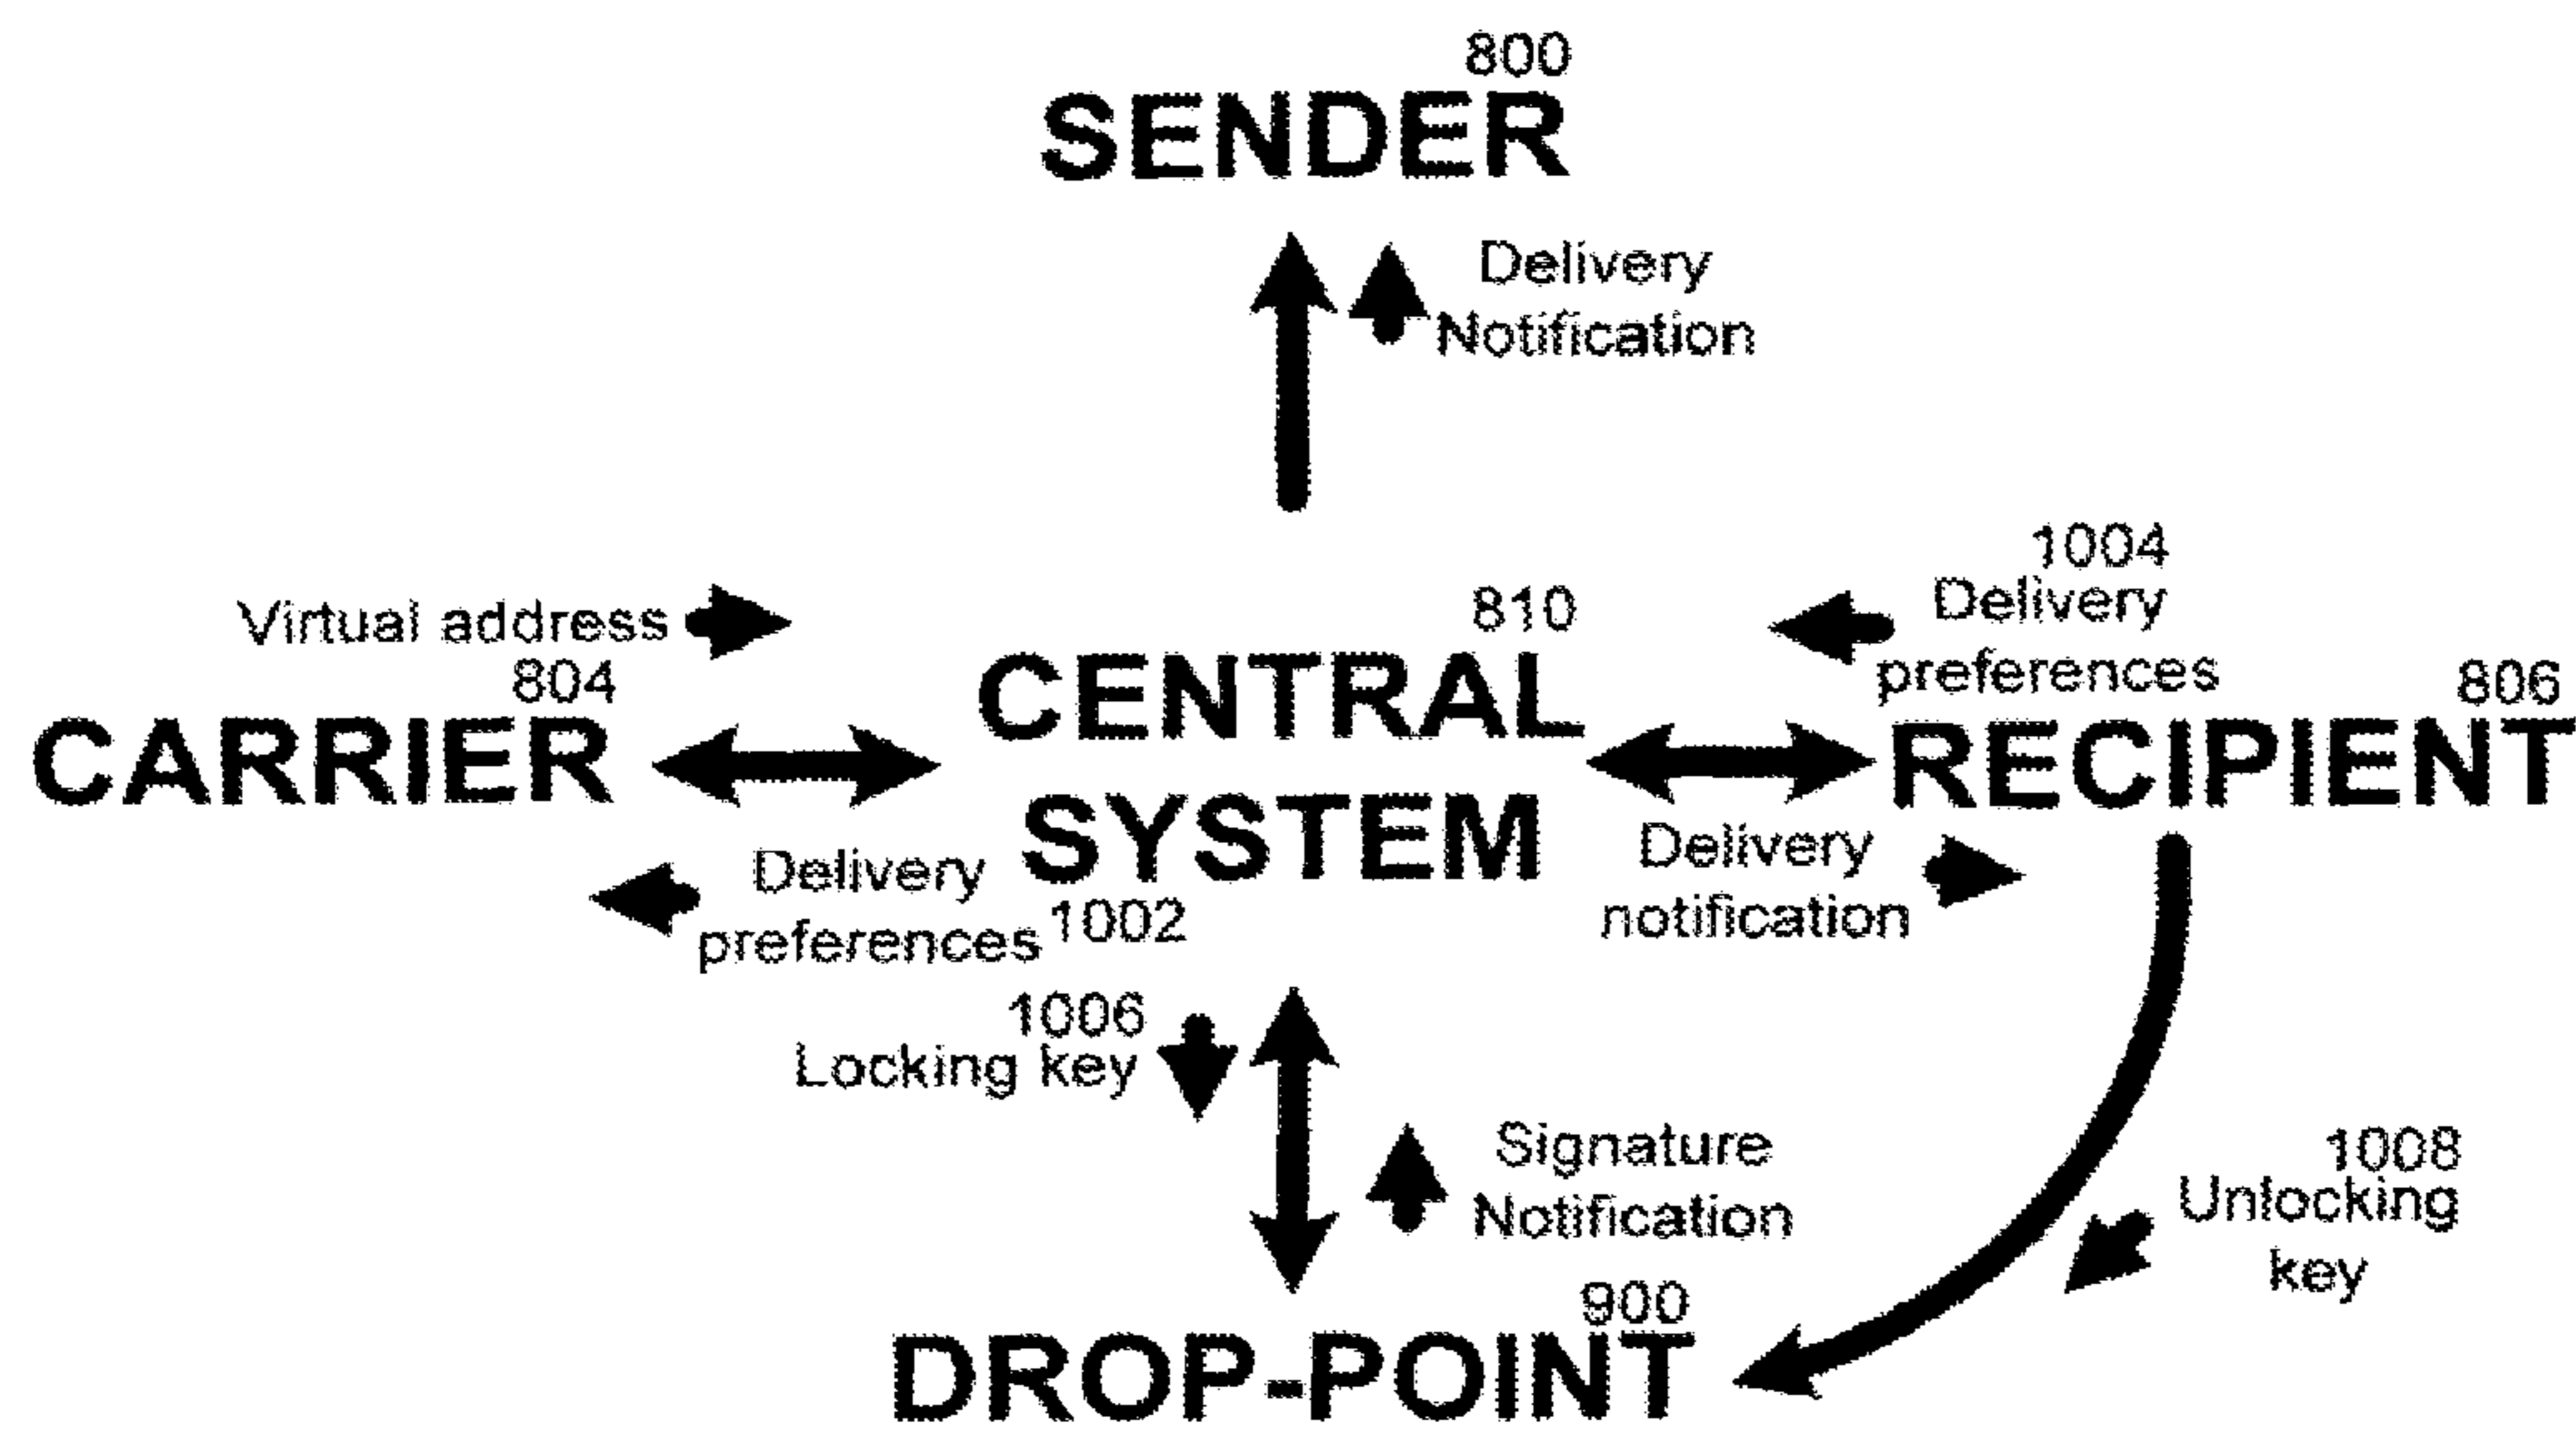 800
SENDER
Delivery
Notification
1004
Delivery
preferences
Virtual address
804
CARRIER
810
CENTRAL
SYSTEM
806
RECIPIENT
Delivery
preferences
1002
Delivery
notification
1006
Locking key
Signature
Notification
1008
Unlocking
key
900
DROP-POINT